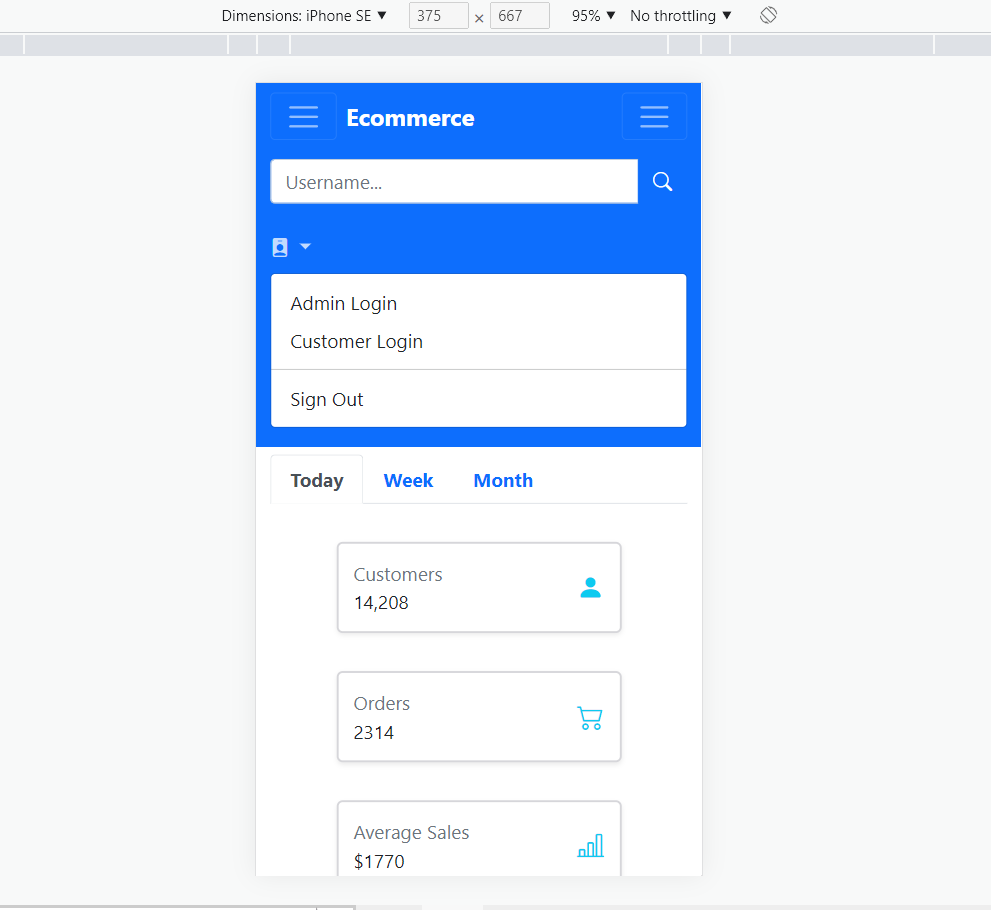 Dimensions: iPhone SE ▼ 375 × 667 95% ▼ No throttling ▼
Ecommerce
Username...
Admin Login
Customer Login
Sign Out
Today Week Month
Customers
14,208
Orders
2314
Average Sales
$1770